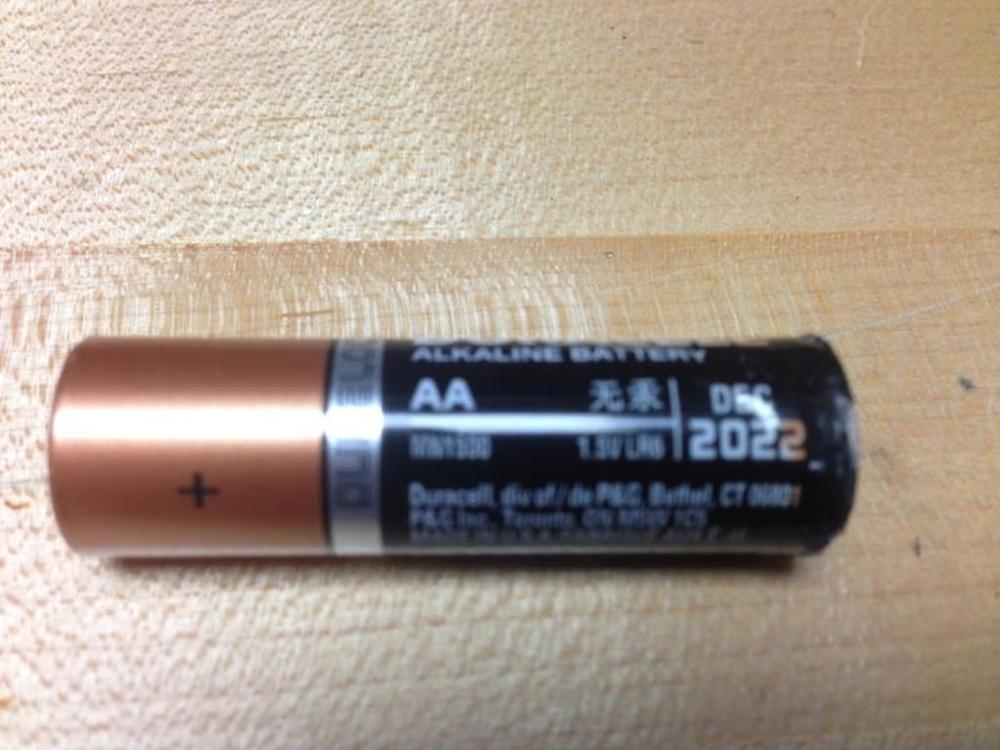 ALKALINE BATTERY
AA 无汞 DEC
MN1500 1.5V LR6 2022
Duracell, div of / de P&G, Bethel, CT 06801
P&G Inc., Toronto, ON
+